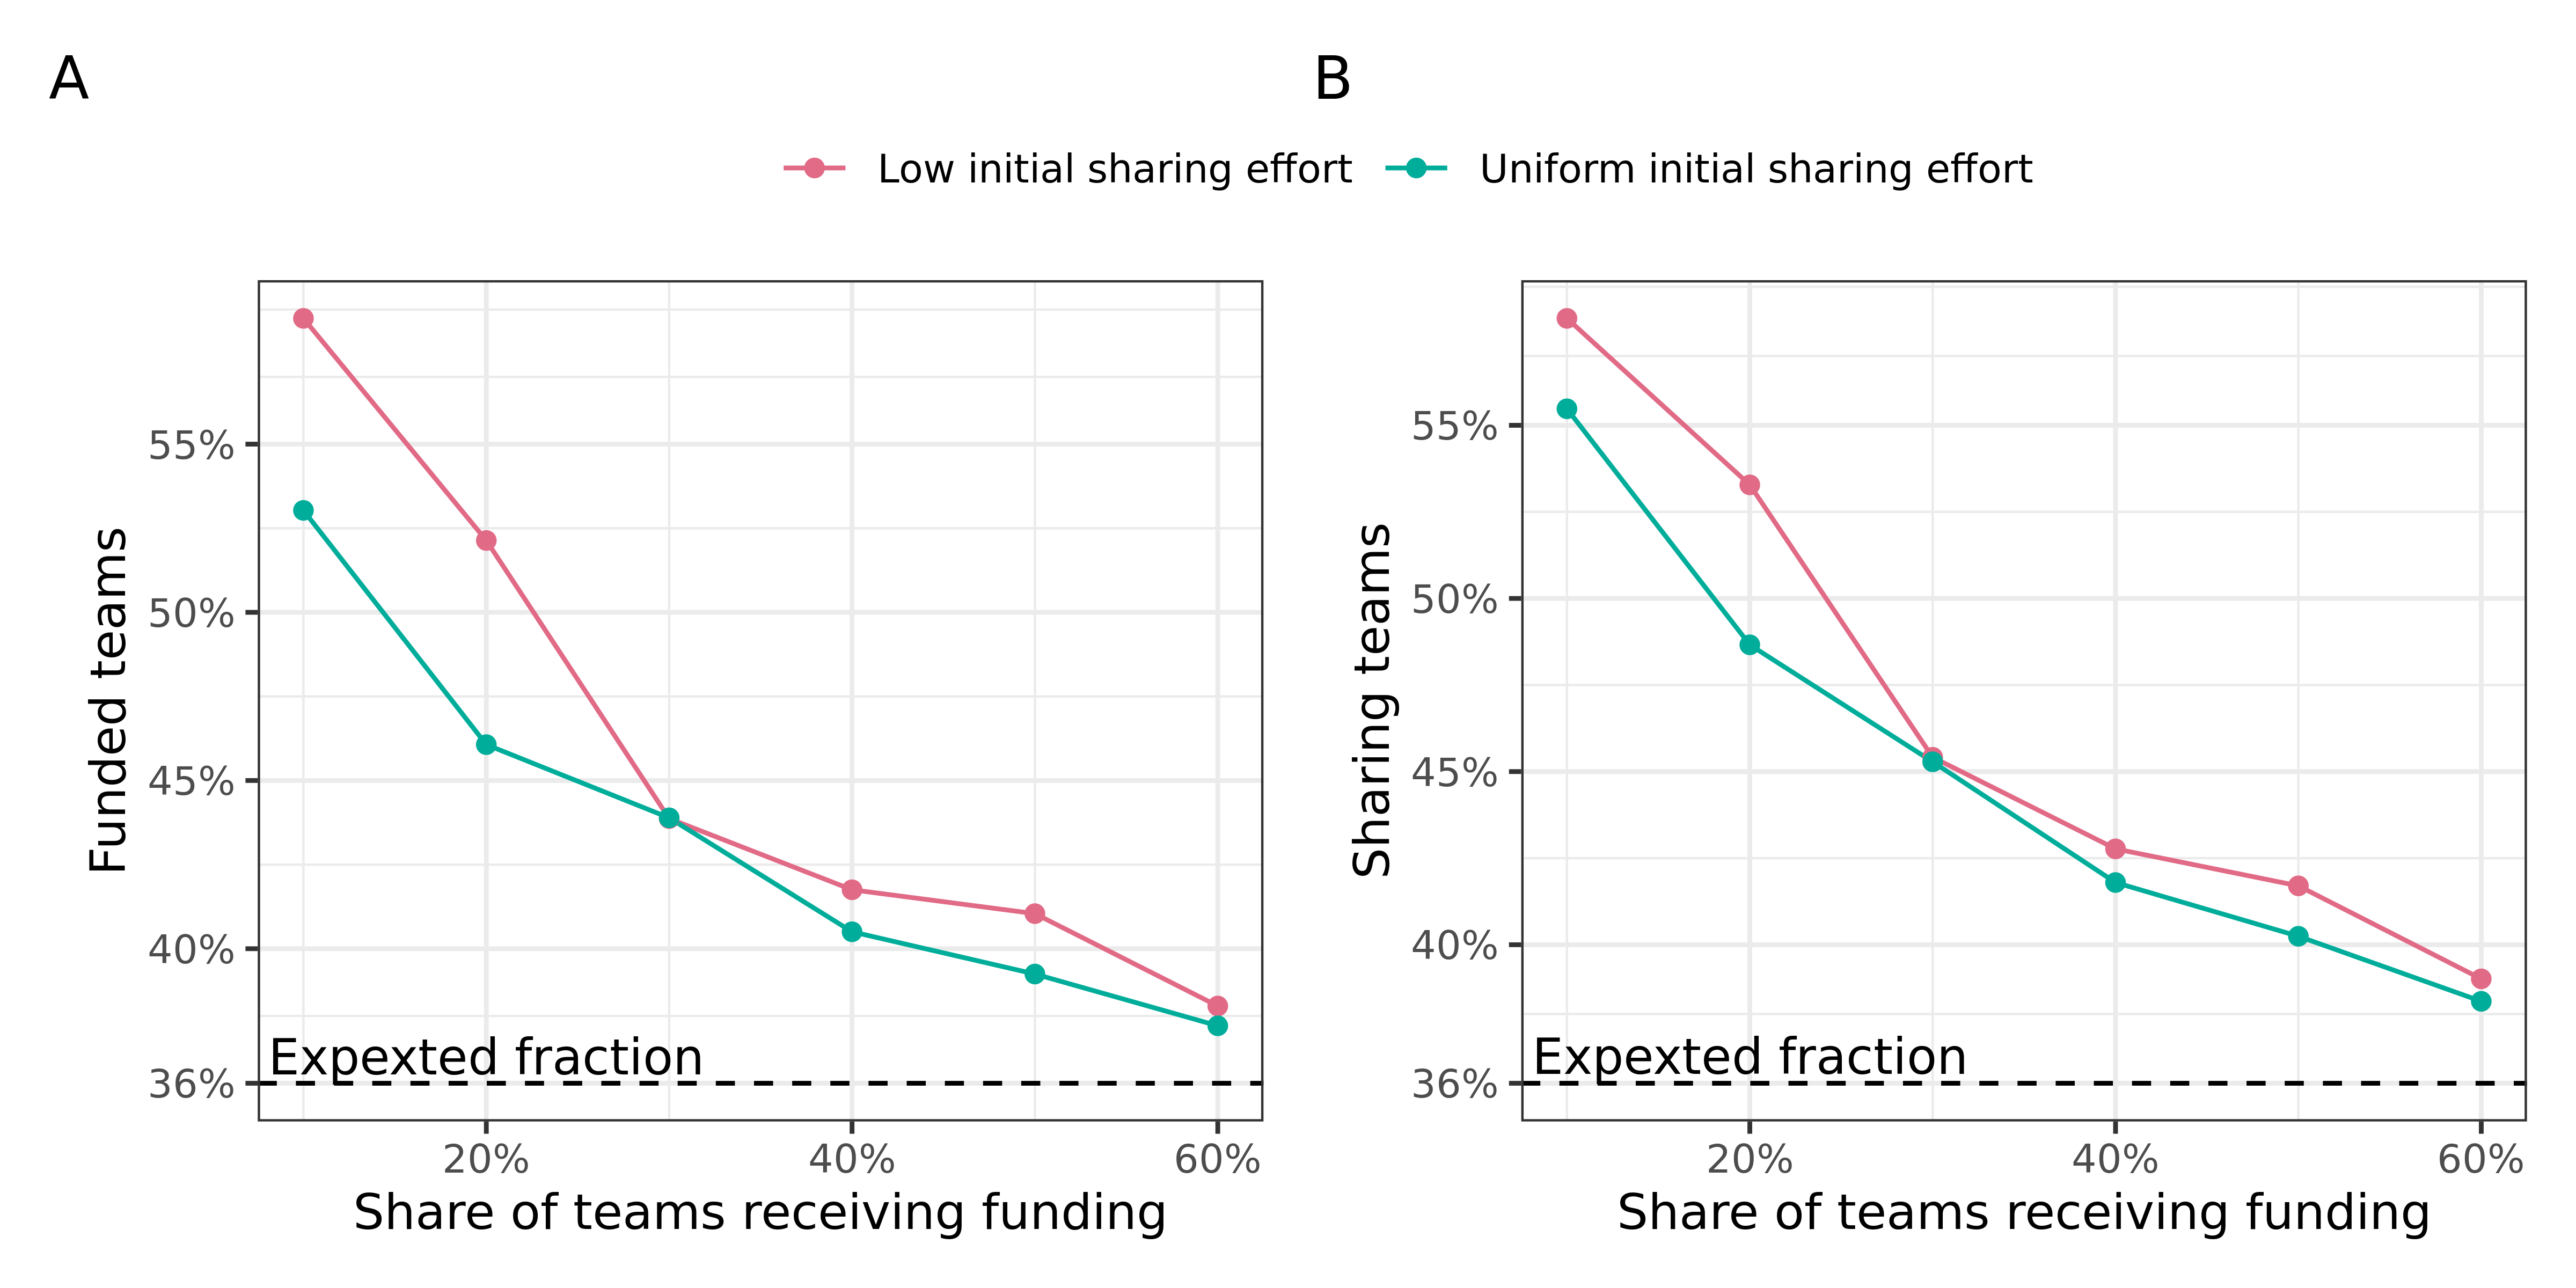 A
B
Low initial sharing effort
Uniform initial sharing effort
Funded teams
55%
50%
45%
40%
36%
Expexted fraction
20%
40%
60%
Share of teams receiving funding
Sharing teams
55%
50%
45%
40%
36%
Expexted fraction
20%
40%
60%
Share of teams receiving funding